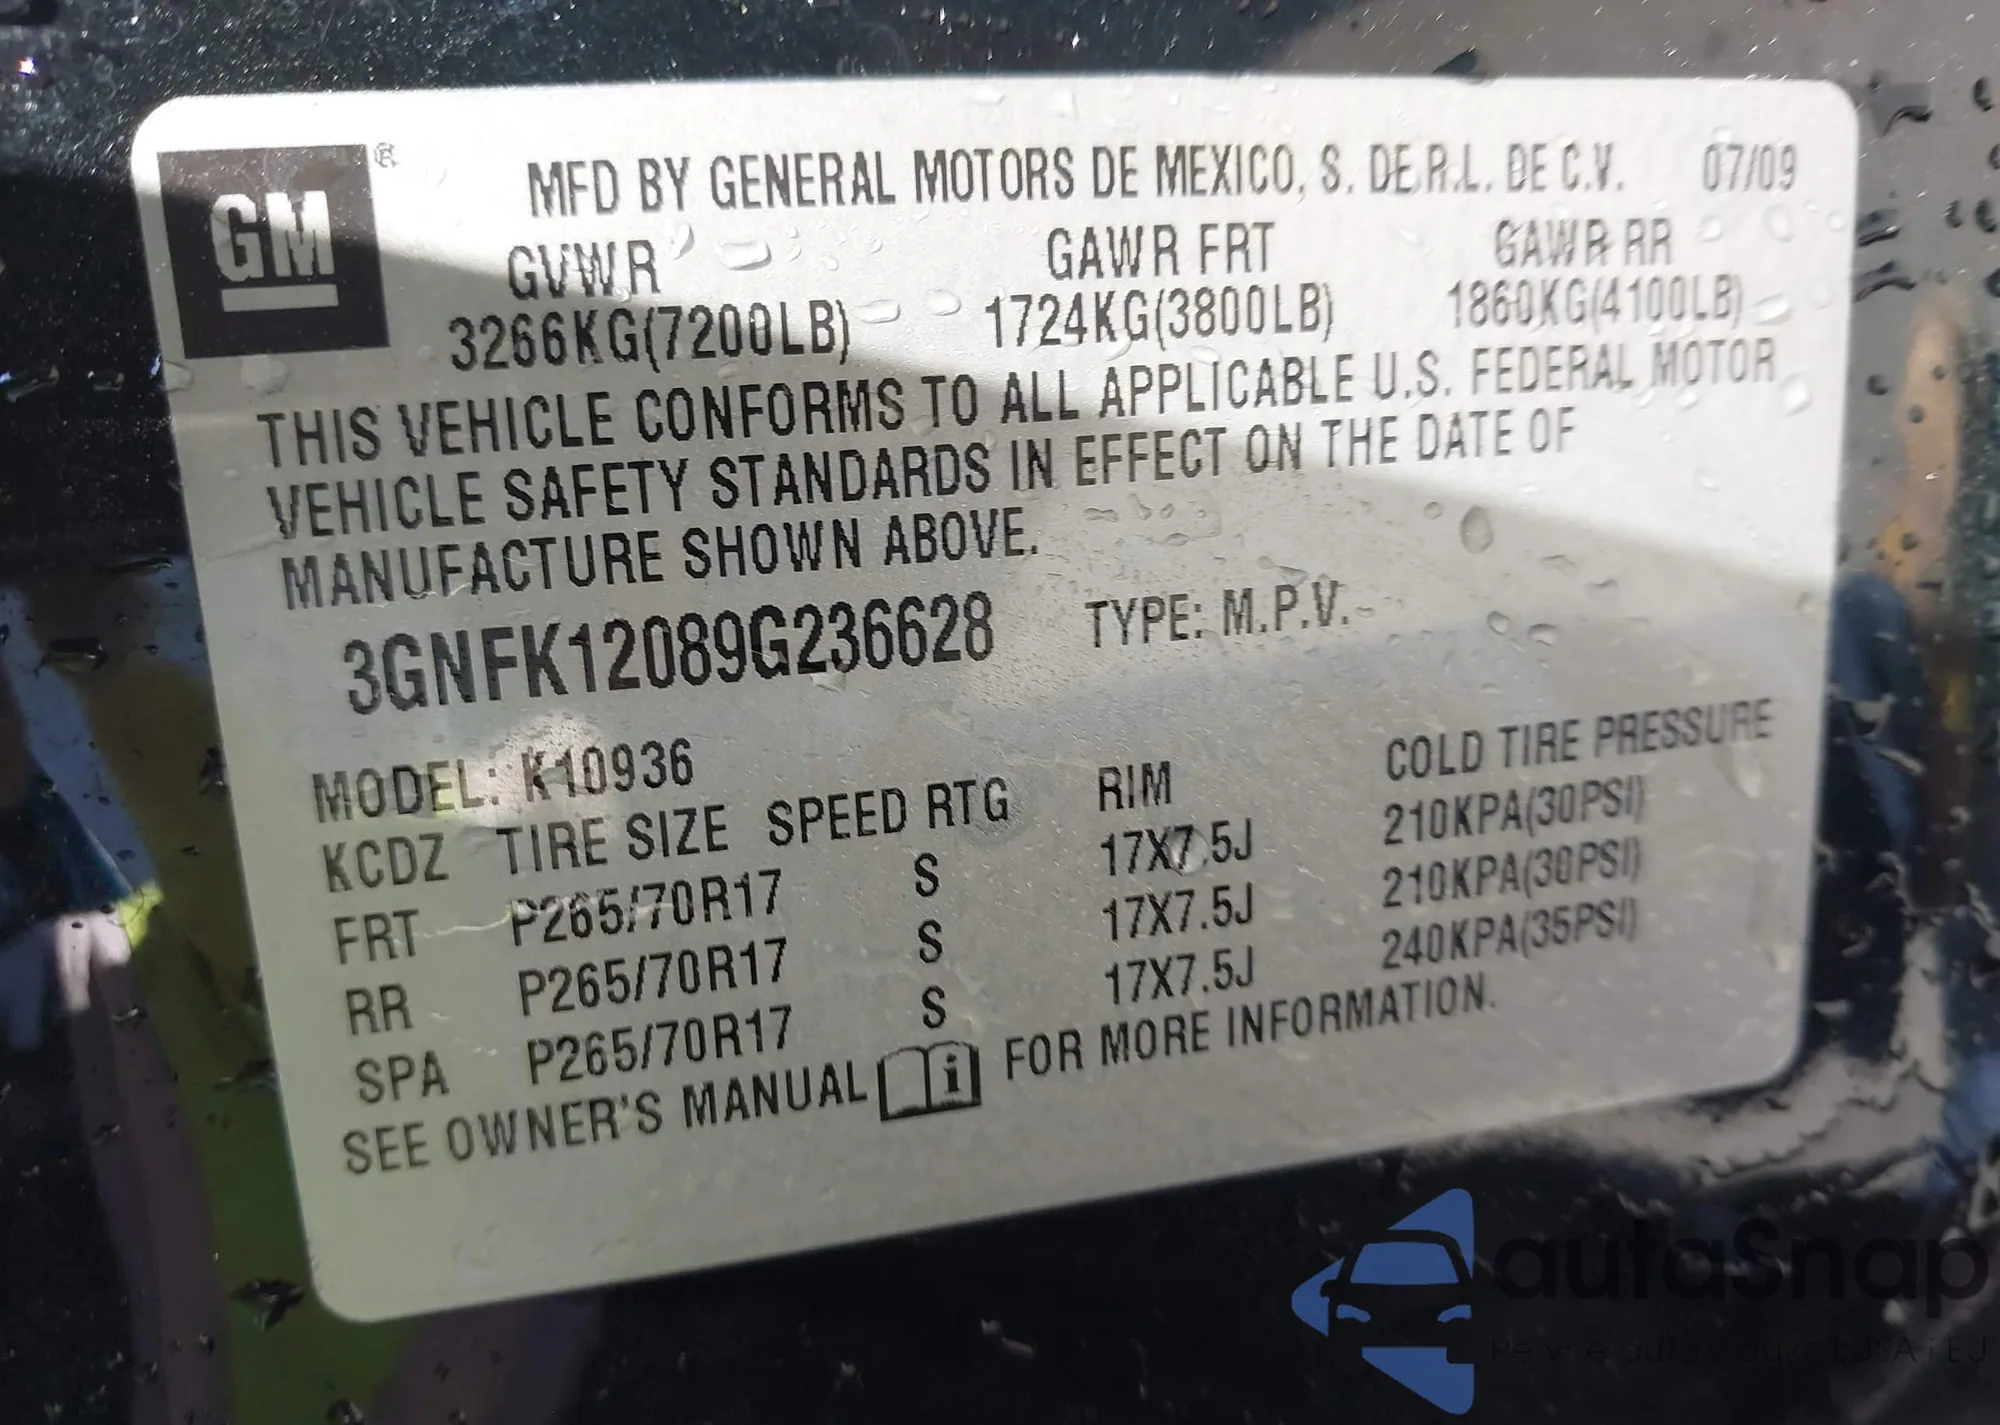 GM ®
MFD BY GENERAL MOTORS DE MEXICO, S. DE R.L. DE C.V. 07/09
GVWR GAWR FRT GAWR RR
3266KG(7200LB) 1724KG(3800LB) 1860KG(4100LB)
THIS VEHICLE CONFORMS TO ALL APPLICABLE U.S. FEDERAL MOTOR
VEHICLE SAFETY STANDARDS IN EFFECT ON THE DATE OF
MANUFACTURE SHOWN ABOVE.
3GNFK12089G236628 TYPE: M.P.V.
MODEL: K10936
KCDZ TIRE SIZE SPEED RTG RIM COLD TIRE PRESSURE
FRT P265/70R17 S 17X7.5J 210KPA(30PSI)
RR P265/70R17 S 17X7.5J 210KPA(30PSI)
SPA P265/70R17 S 17X7.5J 240KPA(35PSI)
SEE OWNER'S MANUAL i FOR MORE INFORMATION.
autaSnap